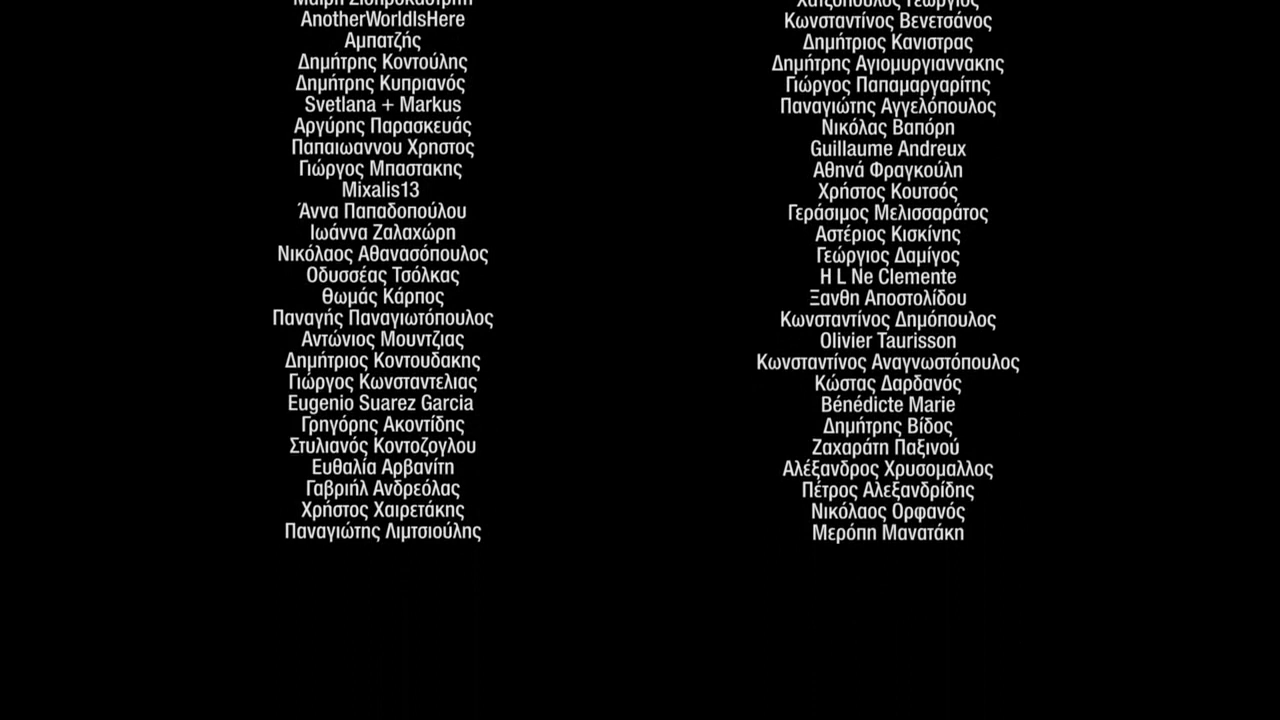 AnotherWorldIsHere
Αμπατζής
Δημήτρης Κοντούλης
Δημήτρης Κυπριανός
Svetlana + Markus
Αργύρης Παρασκευάς
Παπαιωαννου Χρηστος
Γιώργος Μπαστακης
Mixalis13
Άννα Παπαδοπούλου
Ιωάννα Ζαλαχώρη
Νικόλαος Αθανασόπουλος
Οδυσσέας Τσόλκας
Θωμάς Κάρπος
Παναγής Παναγιωτόπουλος
Αντώνιος Μουντζιας
Δημήτριος Κοντουδακης
Γιώργος Κωνσταντελιας
Eugenio Suarez Garcia
Γρηγόρης Ακοντίδης
Στυλιανός Κοντοζογλου
Ευθαλία Αρβανίτη
Γαβριήλ Ανδρεόλας
Χρήστος Χαιρετάκης
Παναγιώτης Λιμτσιούλης
Χατζόπουλος Γεώργιος
Κωνσταντίνος Βενετσάνος
Δημήτριος Κανιστρας
Δημήτρης Αγιομυργιαννακης
Γιώργος Παπαμαργαρίτης
Παναγιώτης Αγγελόπουλος
Νικόλας Βαπόρη
Guillaume Andreux
Αθηνά Φραγκούλη
Χρήστος Κουτσός
Γεράσιμος Μελισσαράτος
Αστέριος Κισκίνης
Γεώργιος Δαμίγος
H L Ne Clemente
Ξανθη Αποστολίδου
Κωνσταντίνος Δημόπουλος
Olivier Taurisson
Κωνσταντίνος Αναγνωστόπουλος
Κώστας Δαρδανός
Bénédicte Marie
Δημήτρης Βίδος
Ζαχαράτη Παξινού
Αλέξανδρος Χρυσομαλλος
Πέτρος Αλεξανδρίδης
Νικόλαος Ορφανός
Μερόπη Μανατάκη